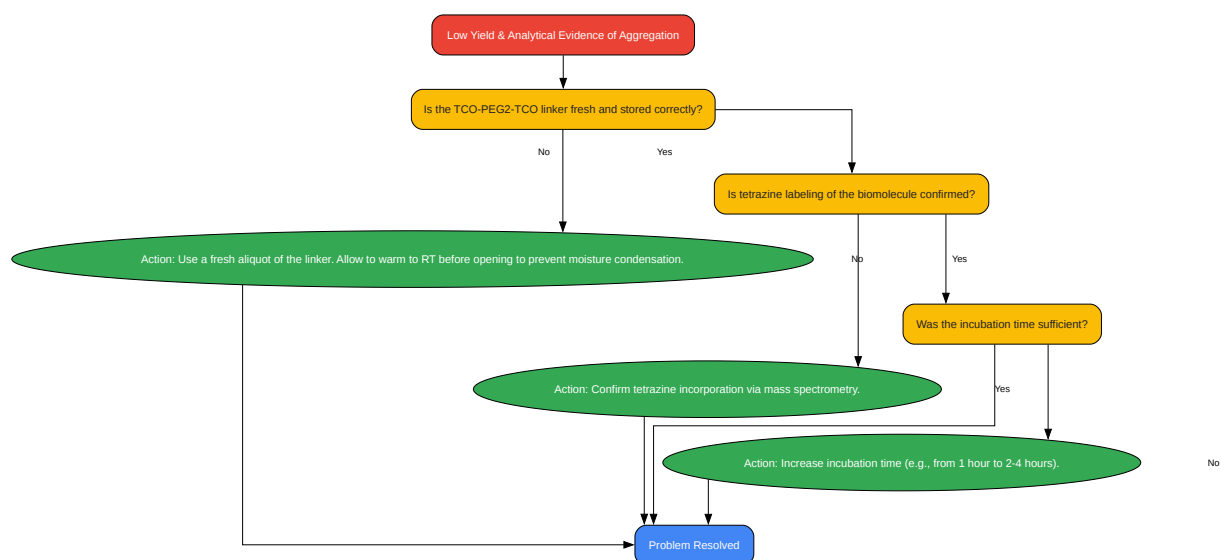 Low Yield & Analytical Evidence of Aggregation
Is the TCO-PEG2-TCO linker fresh and stored correctly?
No
Yes
Is tetrazine labeling of the biomolecule confirmed?
Action: Use a fresh aliquot of the linker. Allow to warm to RT before opening to prevent moisture condensation.
No
Yes
Was the incubation time sufficient?
Action: Confirm tetrazine incorporation via mass spectrometry.
Yes
Action: Increase incubation time (e.g., from 1 hour to 2-4 hours).
No
Problem Resolved